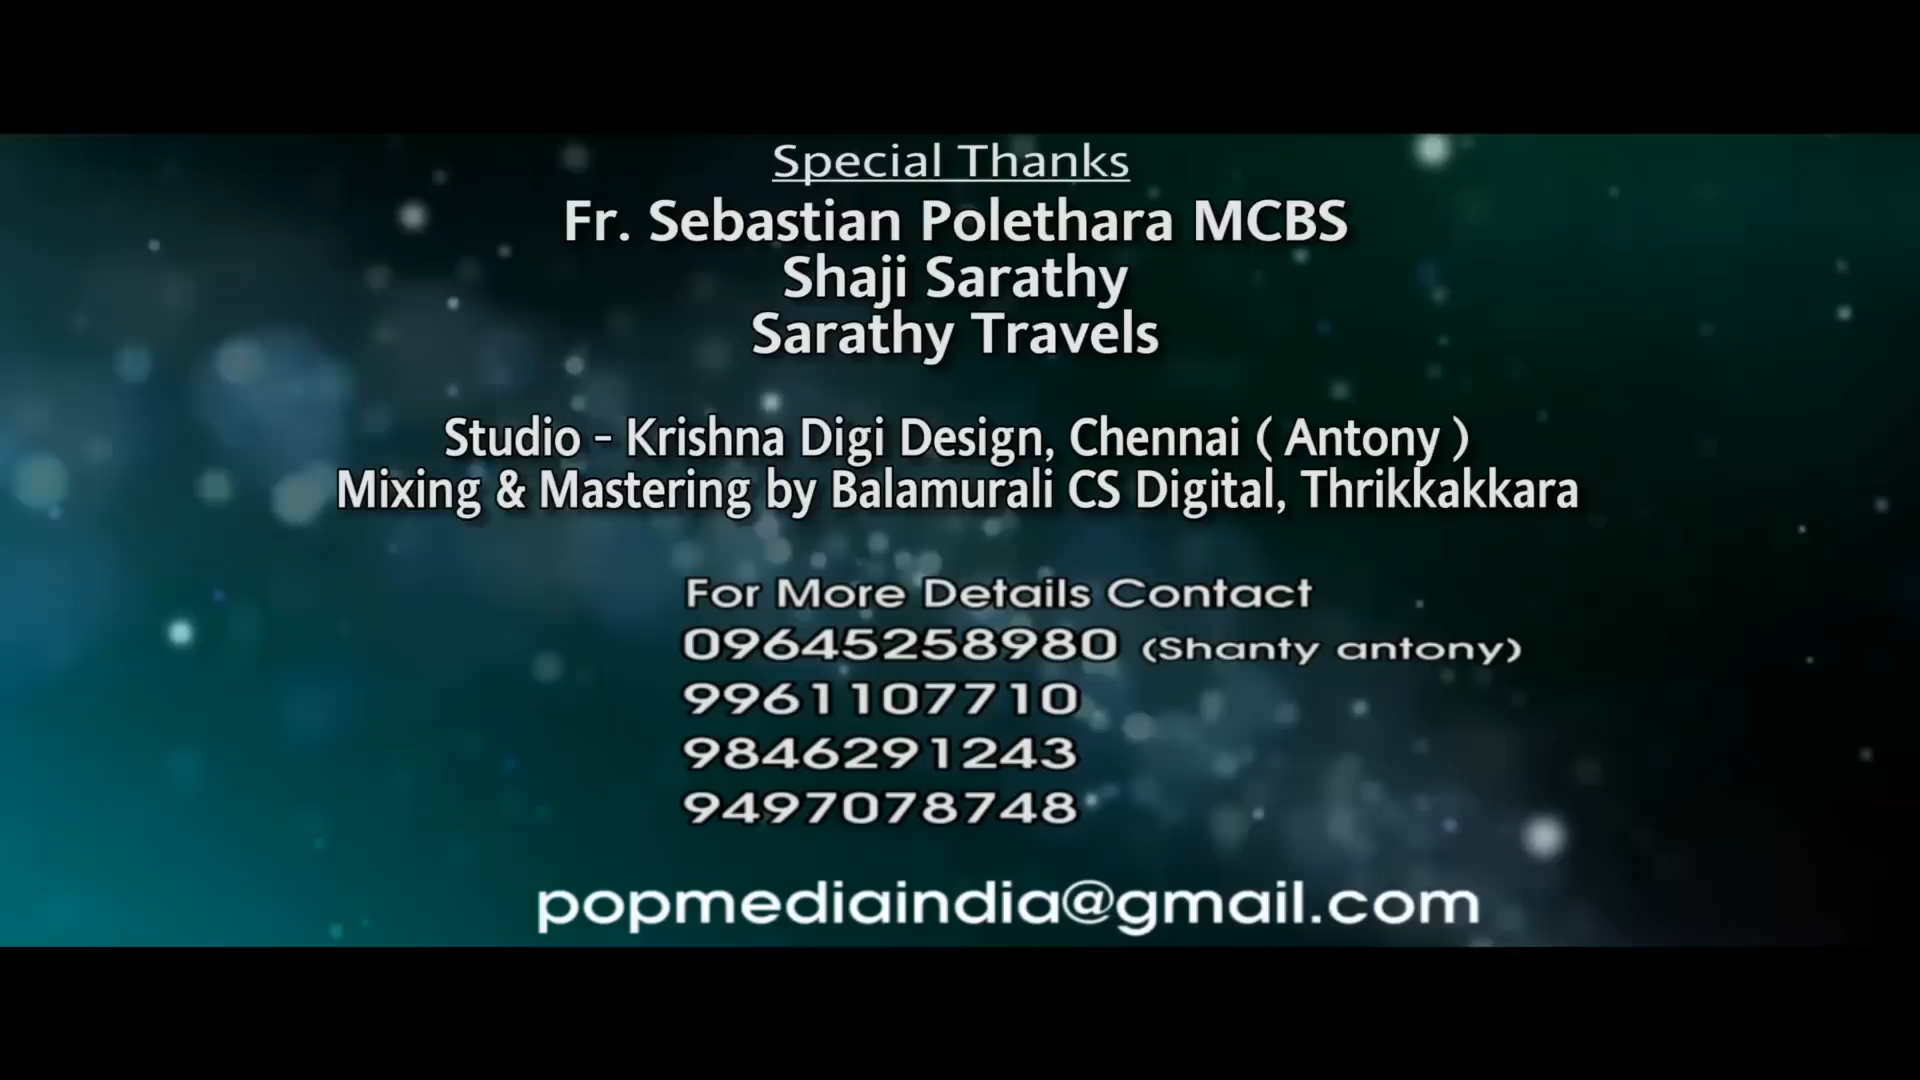 Special Thanks
Fr. Sebastian Polethara MCBS
Shaji Sarathy
Sarathy Travels
Studio - Krishna Digi Design, Chennai ( Antony )
Mixing & Mastering by Balamurali CS Digital, Thrikkakkara
For More Details Contact
09645258980 (Shanty antony)
9961107710
9846291243
9497078748
popmediaindia@gmail.com